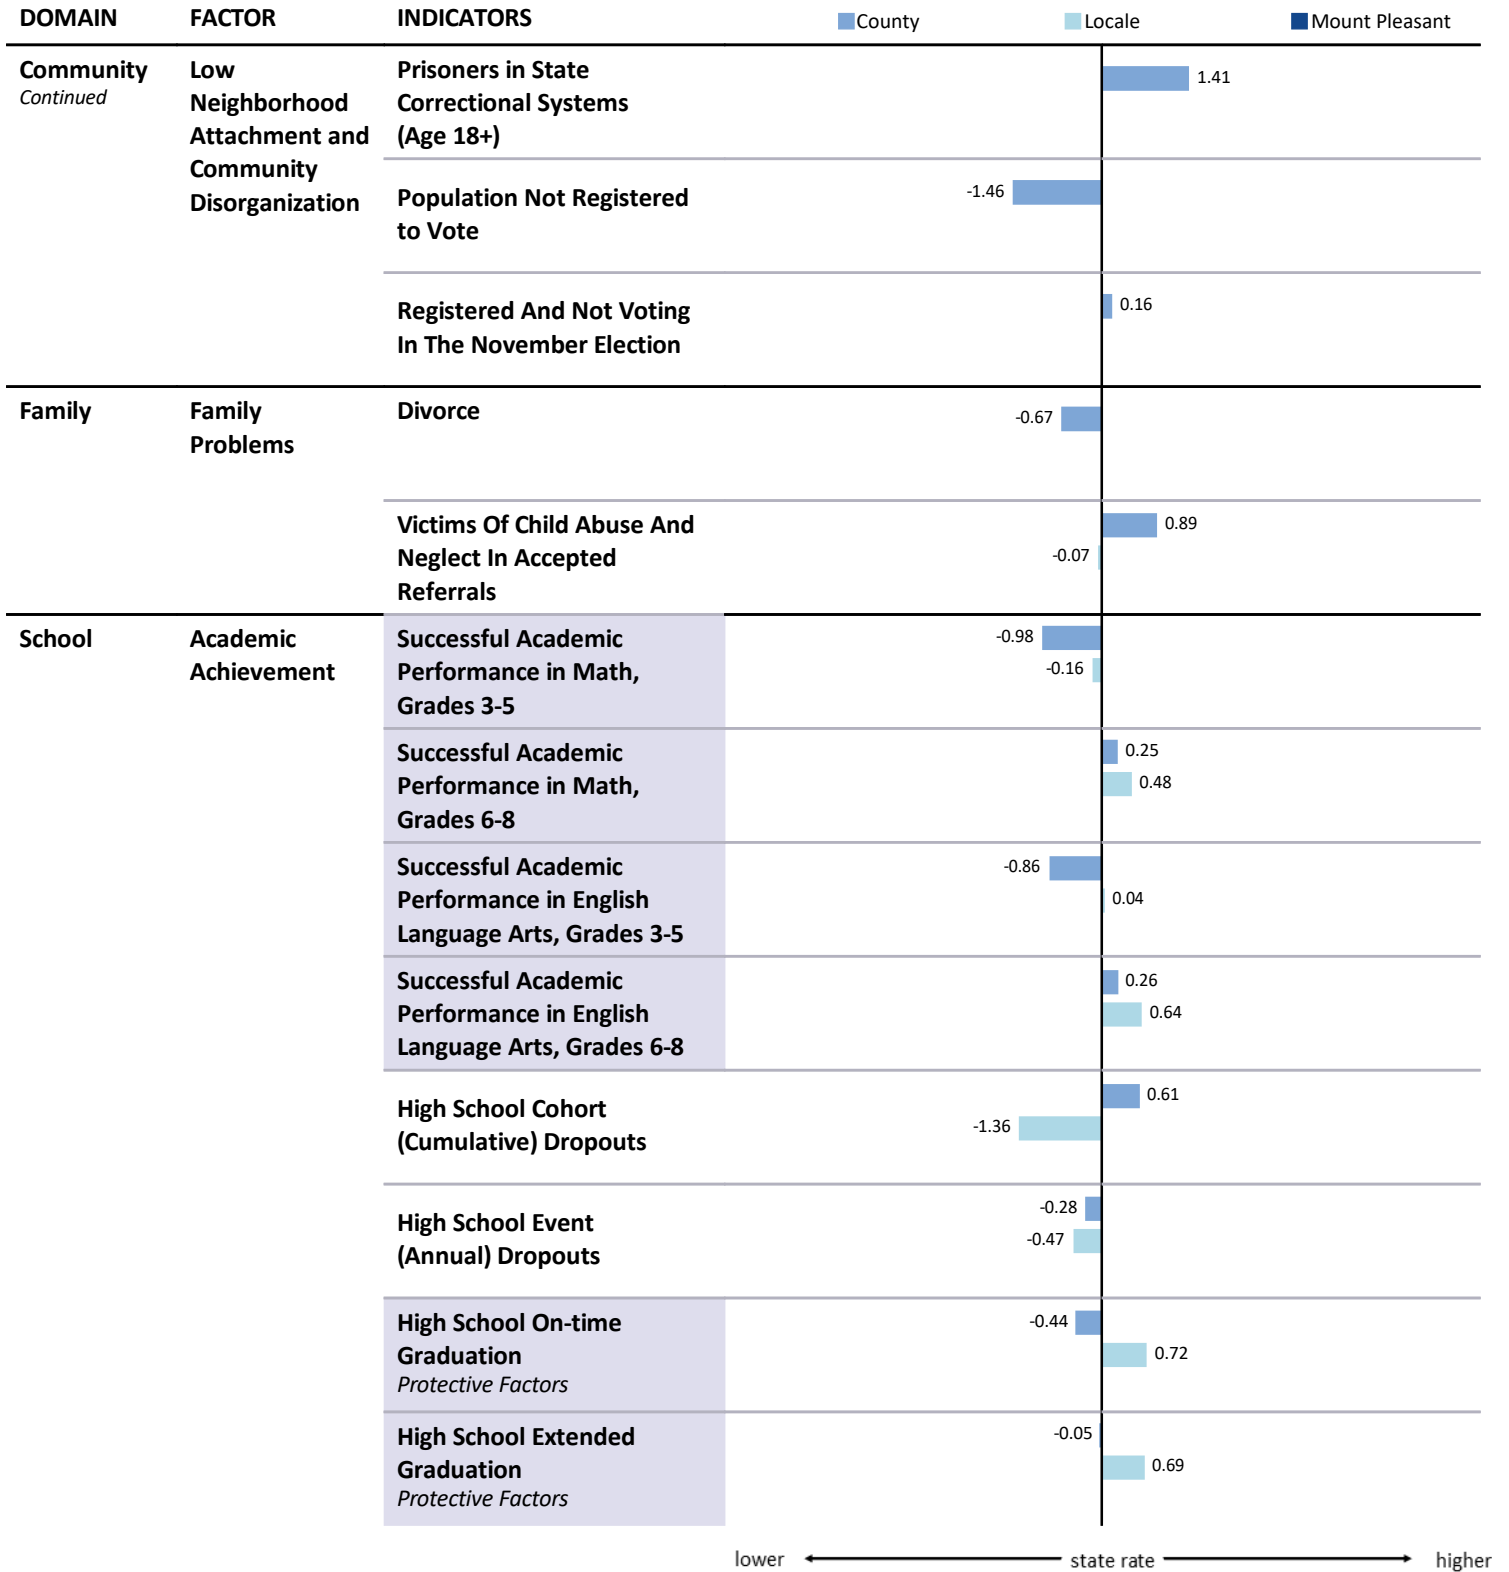 DOMAIN FACTOR INDICATORS County Locale Mount Pleasant
Community
Continued
Low
Neighborhood
Attachment and
Community
Disorganization
Prisoners in State
Correctional Systems
(Age 18+)
1.41
Population Not Registered
to Vote
-1.46
Registered And Not Voting
In The November Election
0.16
Family
Family
Problems
Divorce
-0.67
Victims Of Child Abuse And
Neglect In Accepted
Referrals
0.89
-0.07
School
Academic
Achievement
Successful Academic
Performance in Math,
Grades 3-5
-0.98
-0.16
Successful Academic
Performance in Math,
Grades 6-8
0.25
0.48
Successful Academic
Performance in English
Language Arts, Grades 3-5
-0.86
0.04
Successful Academic
Performance in English
Language Arts, Grades 6-8
0.26
0.64
High School Cohort
(Cumulative) Dropouts
0.61
-1.36
High School Event
(Annual) Dropouts
-0.28
-0.47
High School On-time
Graduation
Protective Factors
-0.44
0.72
High School Extended
Graduation
Protective Factors
-0.05
0.69
lower state rate higher